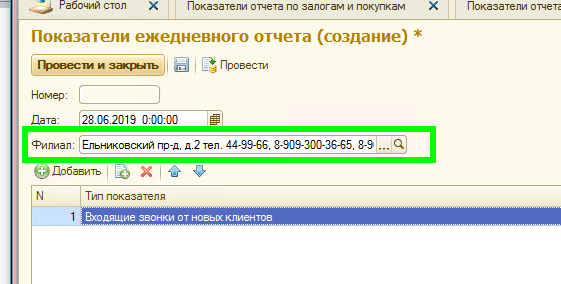 Рабочий стол Показатели отчета по залогам и покупкам Показатели отчета
Показатели ежедневного отчета (создание) *
Провести и закрыть Провести
Номер:
Дата: 28.06.2019 0:00:00
Филиал: Ельниковский пр-д, д.2 тел. 44-99-66, 8-909-300-36-65, 8-9 ...
Добавить
N Тип показателя
1 Входящие звонки от новых клиентов